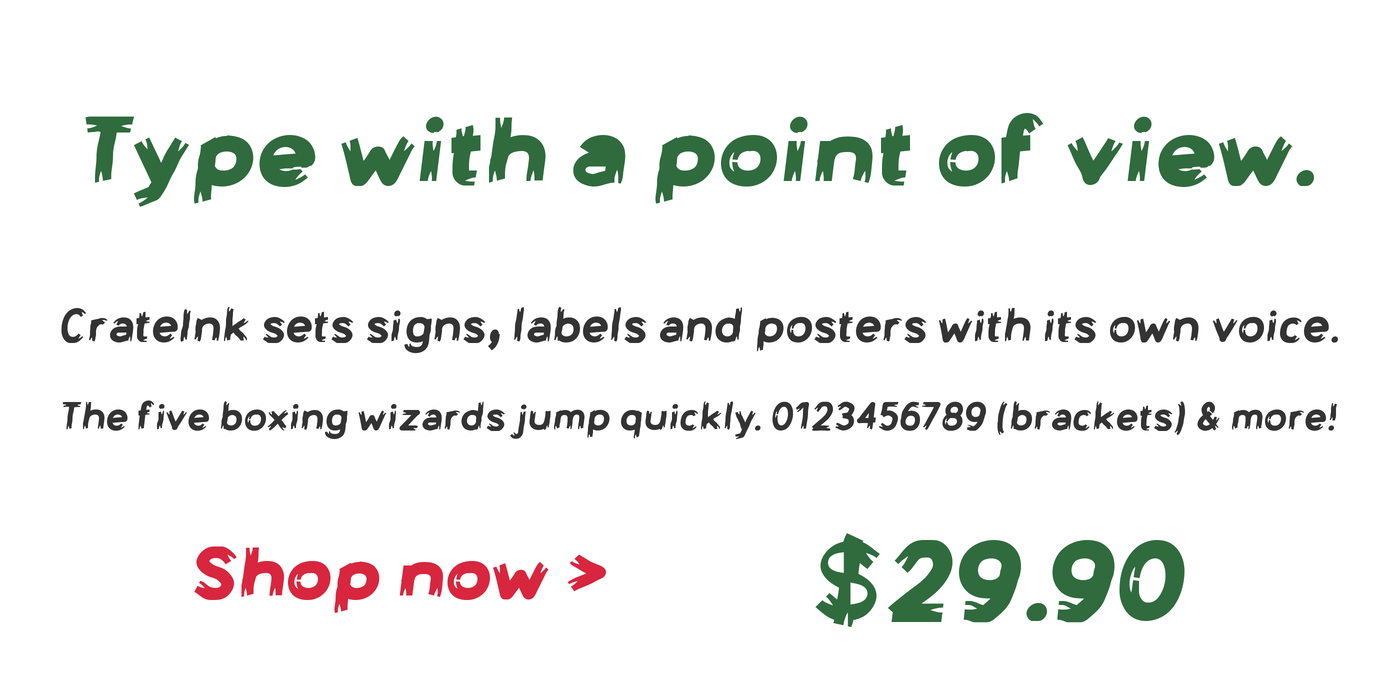 Type with a point of view.
CrateInk sets signs, labels and posters with its own voice.
The five boxing wizards jump quickly. 0123456789 (brackets) & more!
Shop now >
$29.90